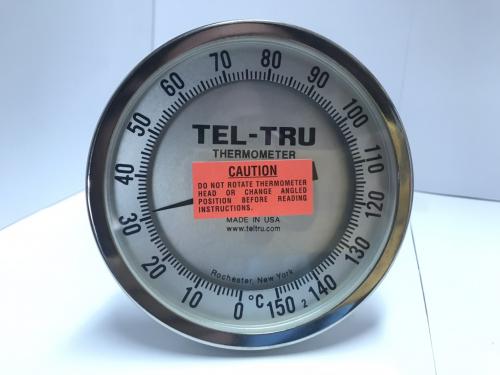 0 10 20 30 40 50 60 70 80 90 100 110 120 130 140 150
°C
2
TEL-TRU
THERMOMETER
CAUTION
DO NOT ROTATE THERMOMETER
HEAD OR CHANGE ANGLED
POSITION BEFORE READING
INSTRUCTIONS.
MADE IN USA
www.teltru.com
Rochester, New York